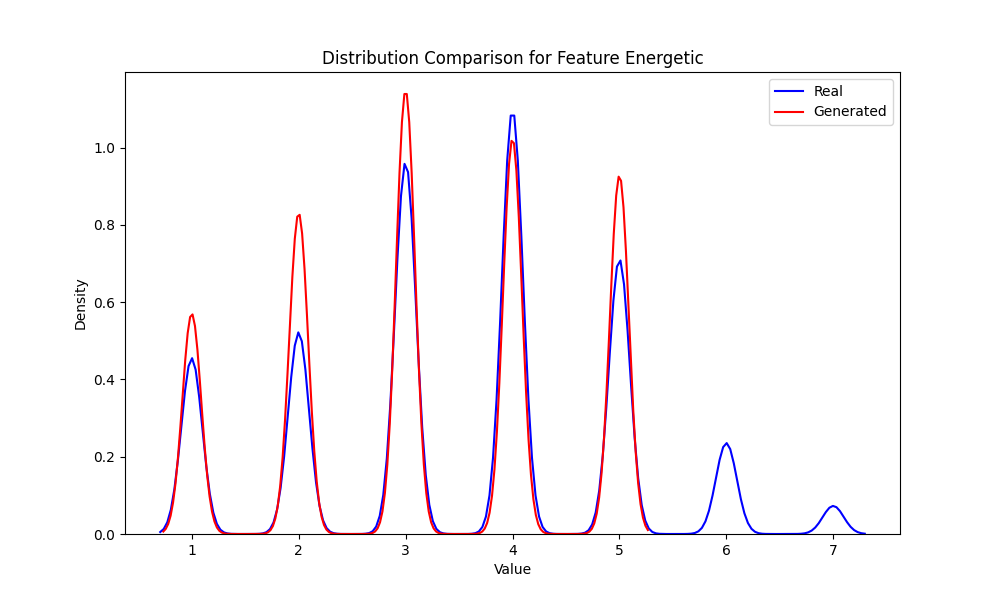 Distribution Comparison for Feature Energetic
Real
Generated
Density
1.0
0.8
0.6
0.4
0.2
0.0
1 2 3 4 5 6 7
Value